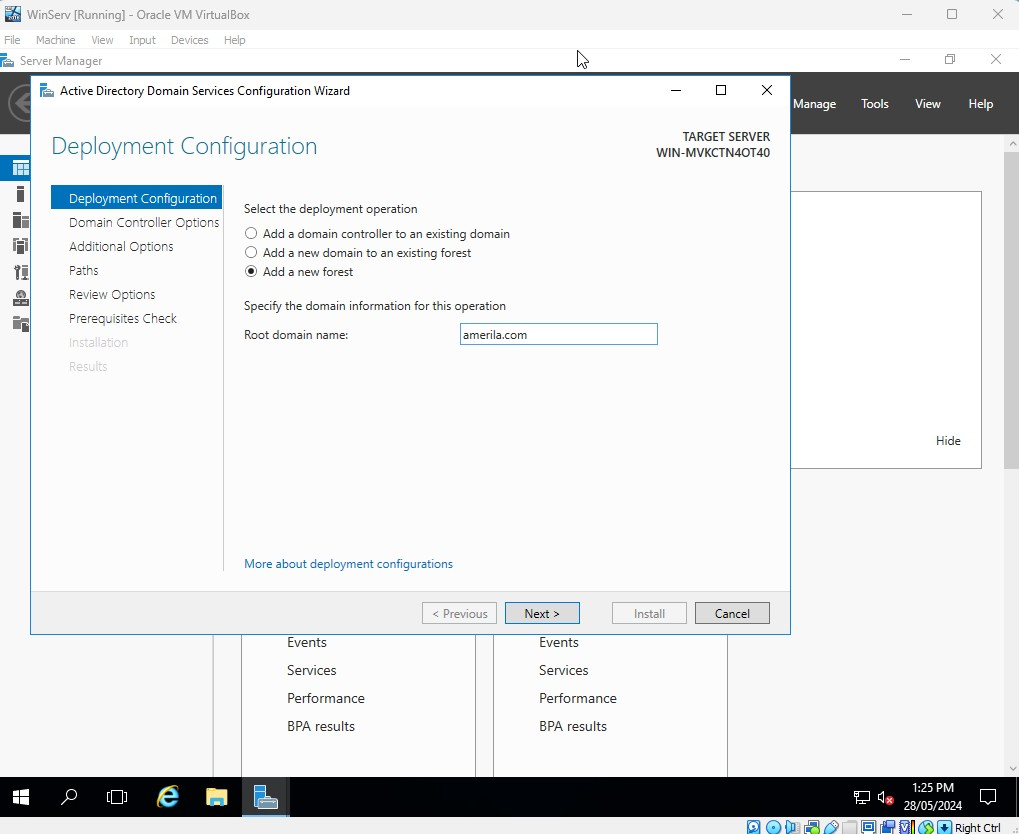 WinServ [Running] - Oracle VM VirtualBox
File Machine View Input Devices Help
Server Manager
Active Directory Domain Services Configuration Wizard
Manage Tools View Help
Deployment Configuration
TARGET SERVER
WIN-MVKCTN4OT40
Deployment Configuration
Domain Controller Options
Additional Options
Paths
Review Options
Prerequisites Check
Installation
Results
Select the deployment operation
Add a domain controller to an existing domain
Add a new domain to an existing forest
Add a new forest
Specify the domain information for this operation
Root domain name: amerila.com
Hide
More about deployment configurations
< Previous Next > Install Cancel
Events Events
Services Services
Performance Performance
BPA results BPA results
1:25 PM
28/05/2024
Right Ctrl